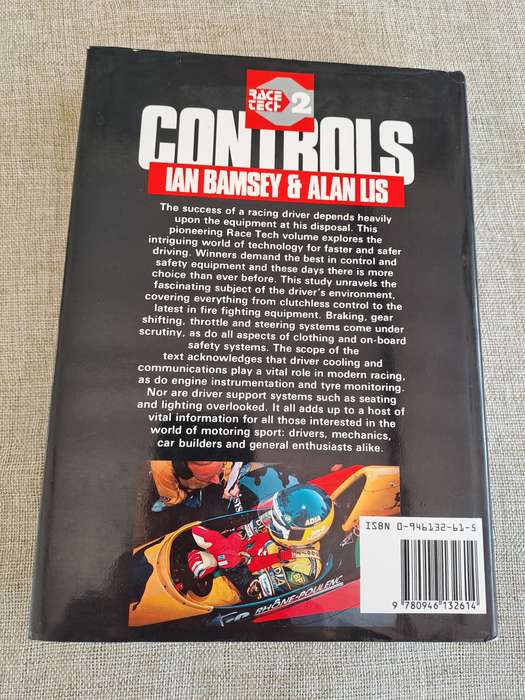 RACE
TECH 2
CONTROLS
IAN BAMSEY & ALAN LIS
The success of a racing driver depends heavily
upon the equipment at his disposal. This
pioneering Race Tech volume explores the
intriguing world of technology for faster and safer
driving. Winners demand the best in control and
safety equipment and these days there is more
choice than ever before. This study unravels the
fascinating subject of the driver's environment,
covering everything from clutchless control to the
latest in fire fighting equipment. Braking, gear
shifting, throttle and steering systems come under
scrutiny, as do all aspects of clothing and on-board
safety systems. The scope of the
text acknowledges that driver cooling and
communications play a vital role in modern racing,
as do engine instrumentation and tyre monitoring.
Nor are driver support systems such as seating
and lighting overlooked. It all adds up to a host of
vital information for all those interested in the
world of motoring sport: drivers, mechanics,
car builders and general enthusiasts alike.
RHÔNE-POULENC
ISBN 0-946132-61-5
9 780946 132614